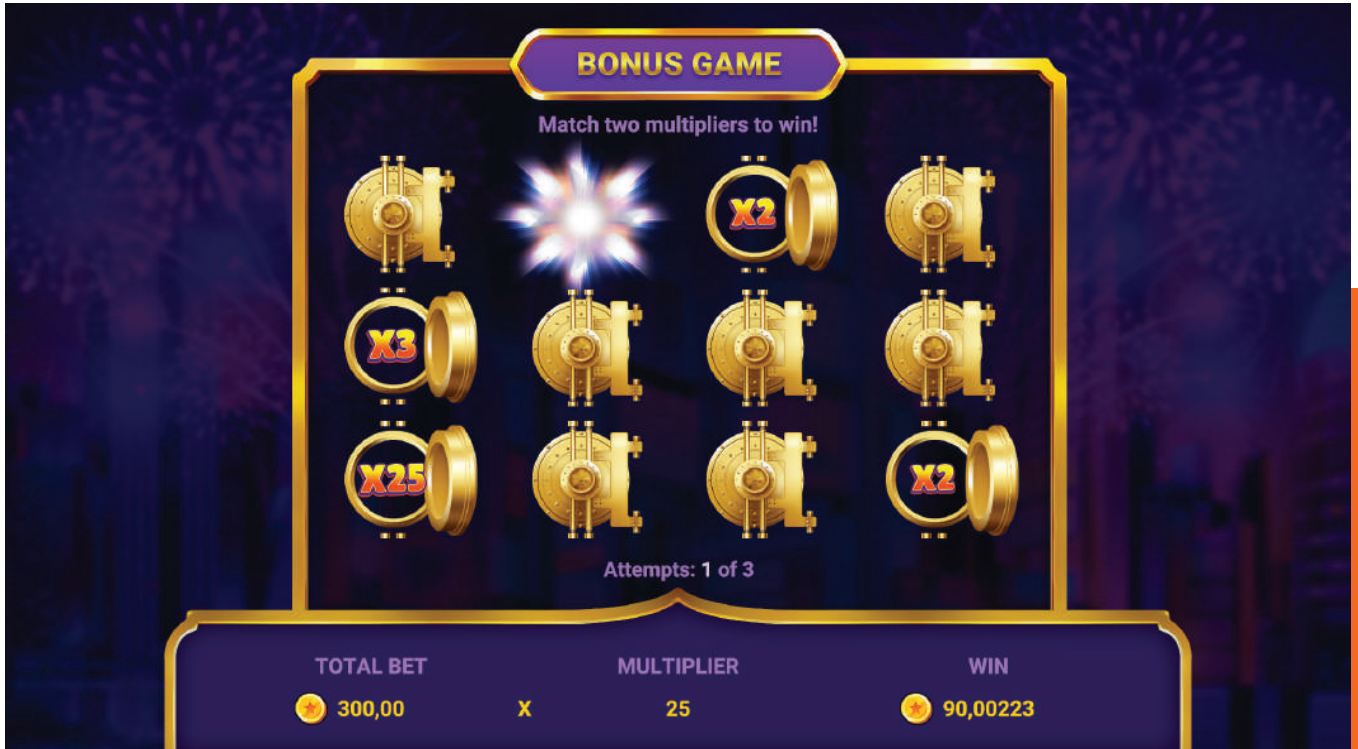 BONUS GAME
Match two multipliers to win!
X2
X3
X25
X2
Attempts: 1 of 3
TOTAL BET MULTIPLIER WIN
300,00 X 25 90,00223